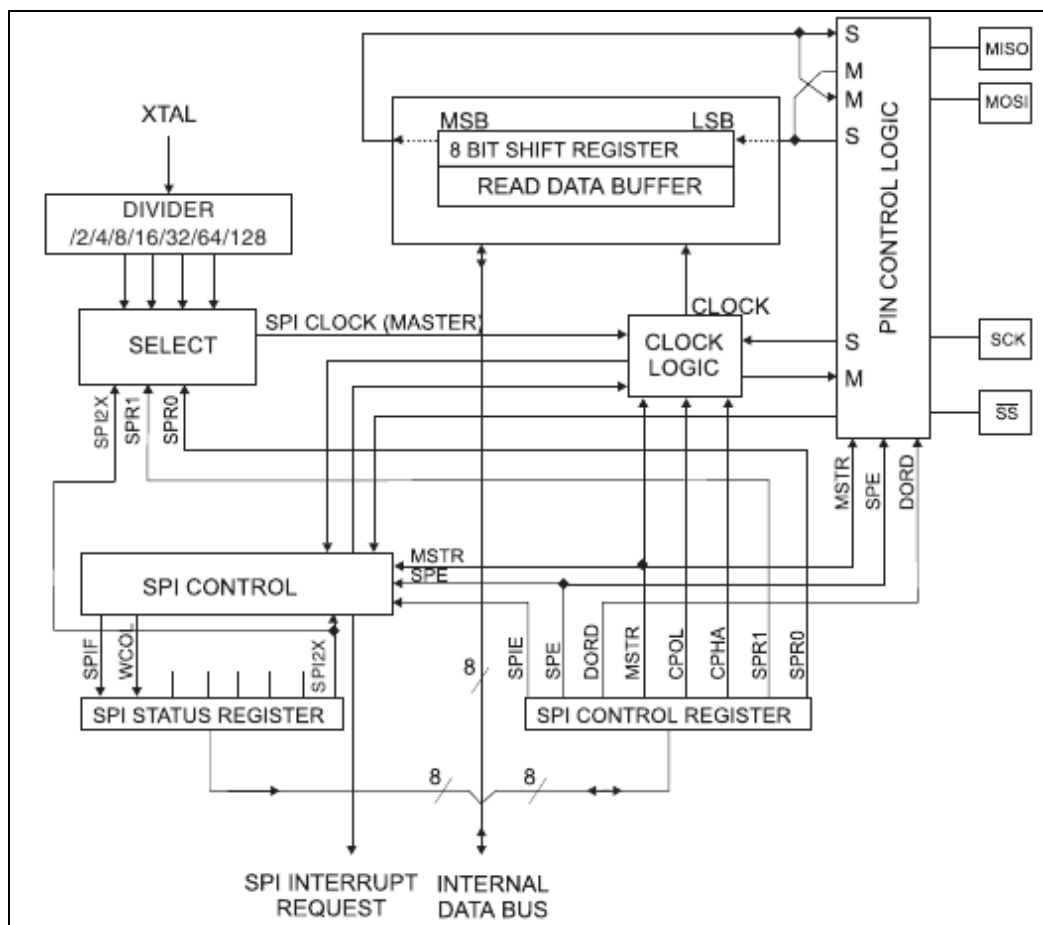 S
MISO
M
M
MOSI
XTAL
MSB
LSB
S
8 BIT SHIFT REGISTER
READ DATA BUFFER
PIN CONTROL LOGIC
DIVIDER
/2/4/8/16/32/64/128
CLOCK
SPI CLOCK (MASTER)
SELECT
CLOCK
LOGIC
S
SCK
M
SPI2X
SPR1
SPR0
SS
MSTR
SPE
DORD
MSTR
SPE
SPI CONTROL
SPIF
WCOL
SPI2X
SPIE
SPE
DORD
MSTR
CPOL
CPHA
SPR1
SPR0
8
SPI STATUS REGISTER
SPI CONTROL REGISTER
8
8
SPI INTERRUPT
REQUEST
INTERNAL
DATA BUS